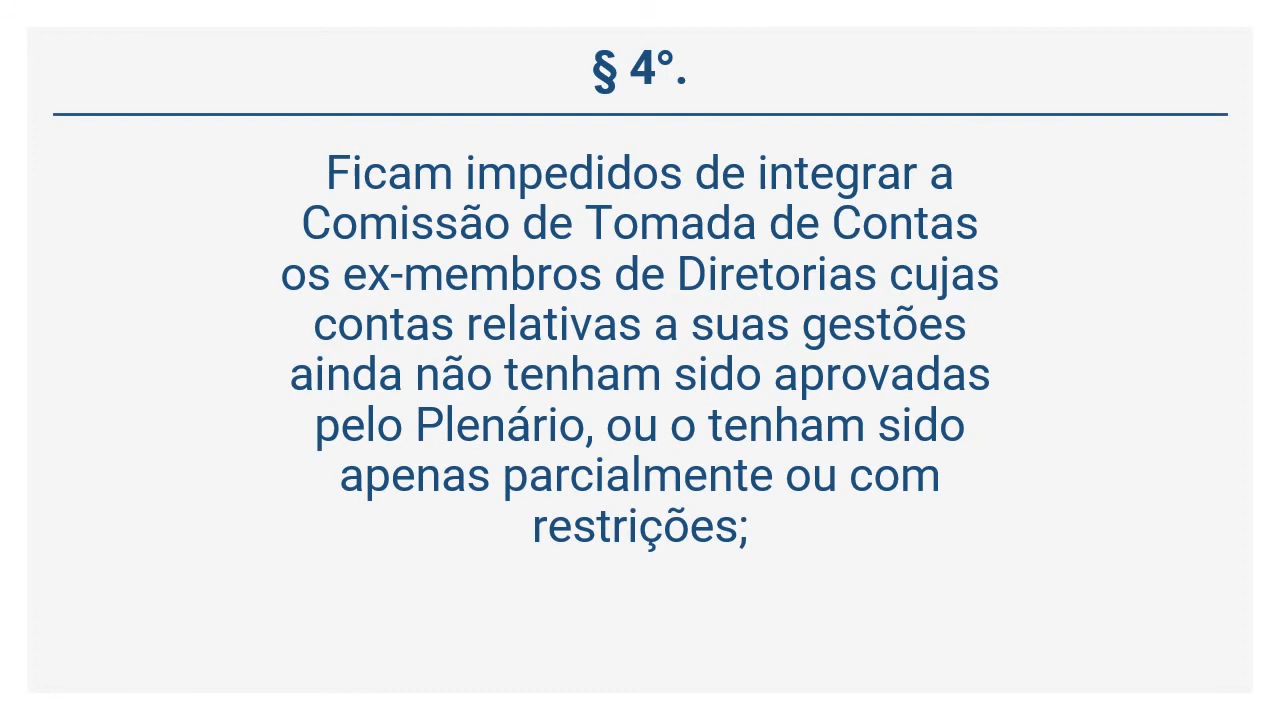 § 4°.
Ficam impedidos de integrar a
Comissão de Tomada de Contas
os ex-membros de Diretorias cujas
contas relativas a suas gestões
ainda não tenham sido aprovadas
pelo Plenário, ou o tenham sido
apenas parcialmente ou com
restrições;